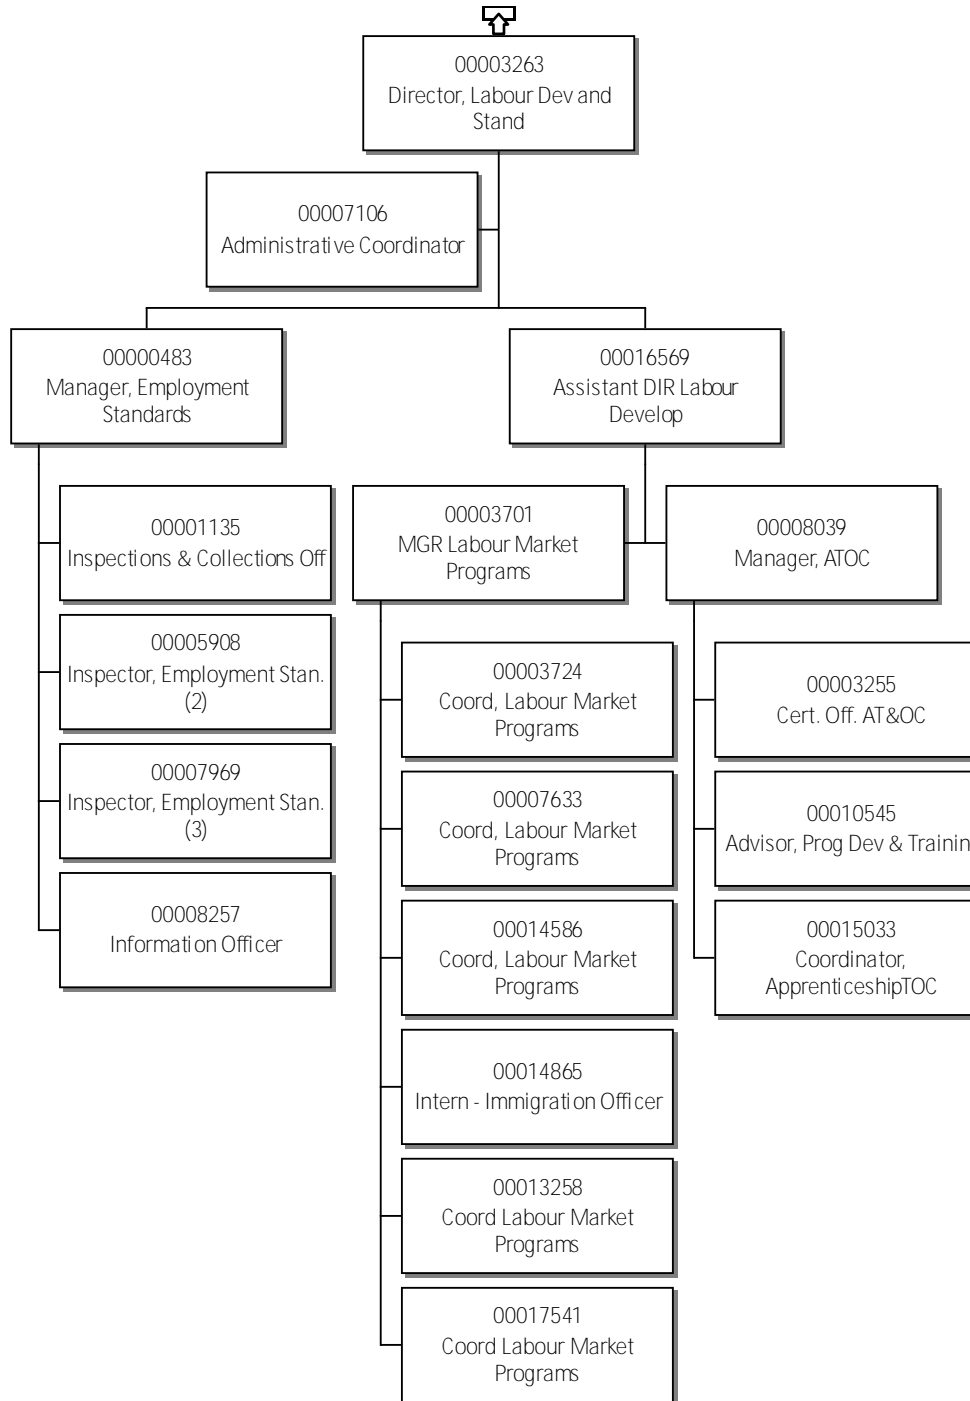 00003263
Director, Labour Dev and
Stand
00007106
Administrative Coordinator
00000483
Manager, Employment
Standards
00016569
Assistant DIR Labour
Develop
00001135
Inspections & Collections Off
00005908
Inspector, Employment Stan.
(2)
00007969
Inspector, Employment Stan.
(3)
00008257
Information Officer
00003701
MGR Labour Market
Programs
00008039
Manager, ATOC
00003724
Coord, Labour Market
Programs
00007633
Coord, Labour Market
Programs
00014586
Coord, Labour Market
Programs
00014865
Intern - Immigration Officer
00013258
Coord Labour Market
Programs
00017541
Coord Labour Market
Programs
00003255
Cert. Off. AT&OC
00010545
Advisor, Prog Dev & Trainin
00015033
Coordinator,
ApprenticeshipTOC